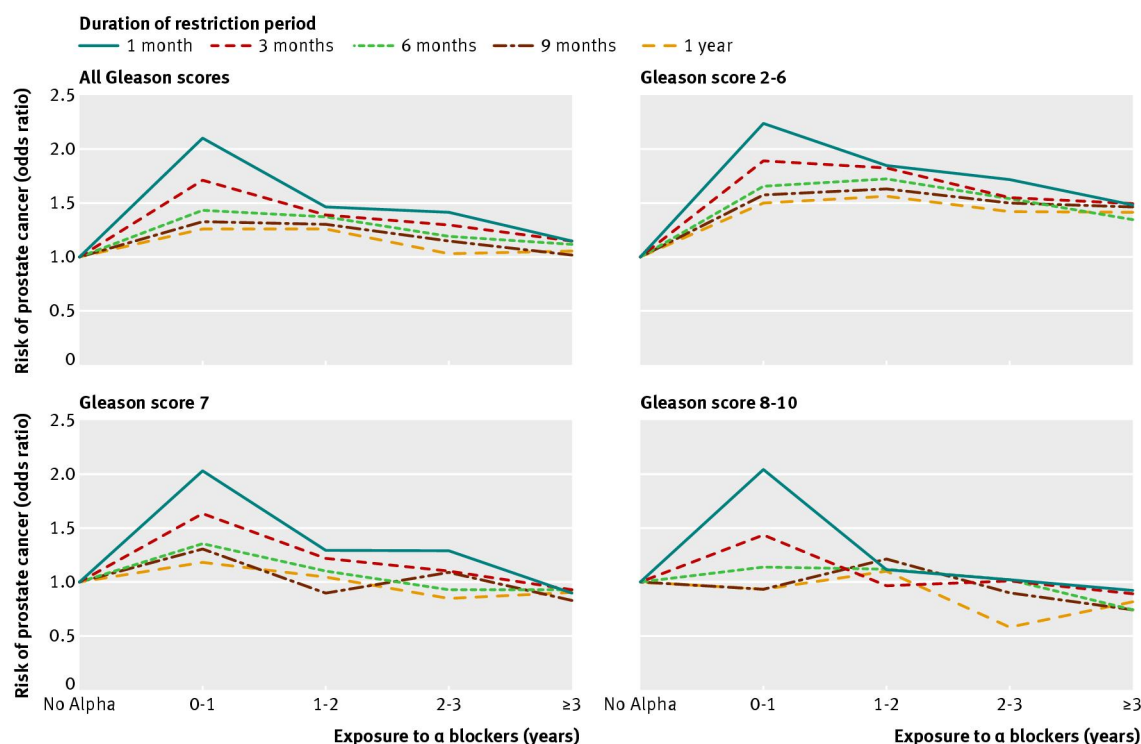 Duration of restriction period
1 month 3 months 6 months 9 months 1 year
All Gleason scores
Risk of prostate cancer (odds ratio)
2.5
2.0
1.5
1.0
0.5
0
Gleason score 2-6
Gleason score 7
Risk of prostate cancer (odds ratio)
2.5
2.0
1.5
1.0
0.5
0
No Alpha 0-1 1-2 2-3 ≥3
Exposure to α blockers (years)
Gleason score 8-10
No Alpha 0-1 1-2 2-3 ≥3
Exposure to α blockers (years)